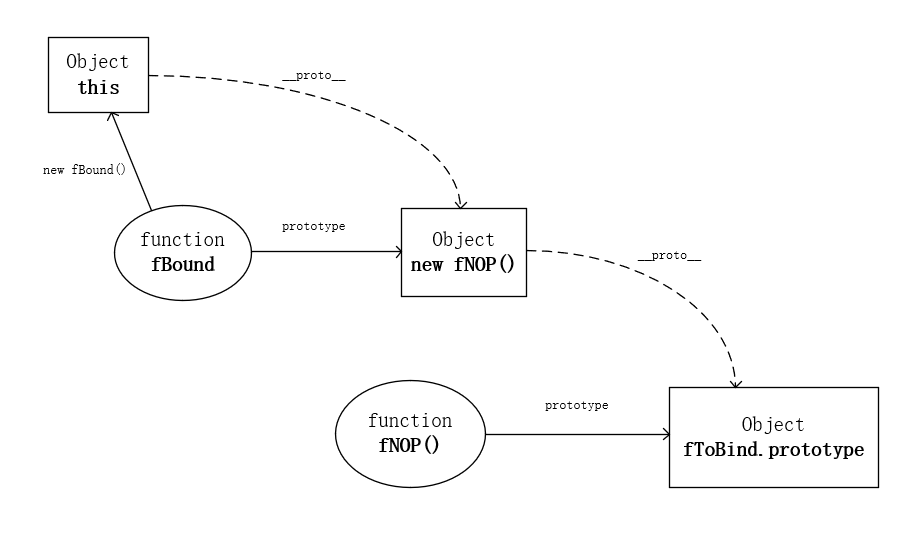 Object
this
__proto__
new fBound()
function
fBound
prototype
Object
new fNOP()
__proto__
function
fNOP()
prototype
Object
fToBind.prototype